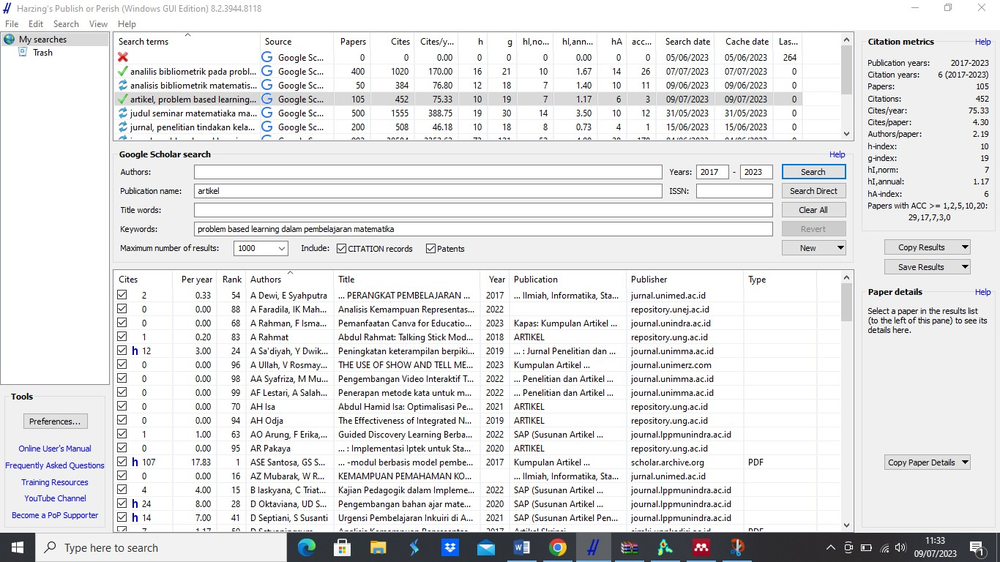 Harzing's Publish or Perish (Windows GUI Edition) 8.2.3944.8118
File Edit Search View Help
My searches
Trash
Search terms Source Papers Cites Cites/y... h g hI,no... hI,ann... hA acc... Search date Cache date Las...
Google Sc... 0 0 0.00 0 0 0 0.00 0 0 05/06/2023 05/06/2023 264
analilis bibliometrik pada probl... Google Sc... 400 1020 170.00 16 21 10 1.67 14 26 07/07/2023 07/07/2023 0
analisis bibliometrik matematis... Google Sc... 50 384 76.80 12 18 7 1.40 10 11 09/06/2023 09/06/2023 0
artikel, problem based learning... Google Sc... 105 452 75.33 10 19 7 1.17 6 3 09/07/2023 09/07/2023 0
judul seminar matematiaka ma... Google Sc... 500 1555 388.75 19 30 14 3.50 10 12 31/05/2023 31/05/2023 0
jurnal, penelitian tindakan kela... Google Sc... 200 508 46.18 10 18 8 0.73 4 1 15/06/2023 15/06/2023 0
Google Scholar search Help
Authors: Years: 2017 - 2023 Search
Publication name: artikel ISSN: Search Direct
Title words: Clear All
Keywords: problem based learning dalam pembelajaran matematika Revert
Maximum number of results: 1000 Include: CITATION records Patents New
Cites Per year Rank Authors Title Year Publication Publisher Type
2 0.33 54 A Dewi, E Syahputra ... PERANGKAT PEMBELAJARAN ... 2017 ... Ilmiah, Informatika, Sta... jurnal.unimed.ac.id
0 0.00 88 A Faradila, IK Mah... Analisis Kemampuan Representas... 2022 repository.unej.ac.id
0 0.00 68 A Rahman, F Isma... Pemanfaatan Canva for Educatio... 2023 Kapas: Kumpulan Artikel ... journal.unindra.ac.id
1 0.20 83 A Rahmat Abdul Rahmat: Talking Stick Mod... 2018 ARTIKEL repository.ung.ac.id
h 12 3.00 24 A Sa'diyah, Y Dwik... Peningkatan keterampilan berpiki... 2019 ... : Jurnal Penelitian dan ... journal.unimma.ac.id
0 0.00 96 A Ullah, V Rosmay... THE USE OF SHOW AND TELL ME... 2023 Kumpulan Artikel ... journal.unimerz.com
0 0.00 98 AA Syafriza, M Mu... Pengembangan Video Interaktif T... 2022 ... Penelitian dan Artikel ... journal.unimma.ac.id
0 0.00 99 AF Lestari, A Salah... Penerapan metode kata untuk m... 2022 ... Penelitian dan Artikel ... journal.unimma.ac.id
0 0.00 70 AH Isa Abdul Hamid Isa: Optimalisasi Pe... 2021 ARTIKEL repository.ung.ac.id
0 0.00 94 AH Odja The Effectiveness of Integrated N... 2019 ARTIKEL repository.ung.ac.id
1 1.00 63 AO Arung, F Erika,... Guided Discovery Learning Berba... 2022 SAP (Susunan Artikel ... journal.lppmunindra.ac.id
0 0.00 95 AR Pakaya ... : Implementasi Iptek untuk Sta... 2020 ARTIKEL repository.ung.ac.id
h 107 17.83 1 ASE Santosa, GS S... ... -modul berbasis model pembe... 2017 Kumpulan Artikel ... scholar.archive.org PDF
0 0.00 16 AZ Mubarak, W R... KEMAMPUAN PEMAHAMAN KO... ... Ilmiah, Informatika, Sta... jurnal.unimed.ac.id
4 4.00 15 B laskyana, C Triat... Kajian Pedagogik dalam Impleme... 2022 SAP (Susunan Artikel ... journal.lppmunindra.ac.id
h 24 8.00 28 D Oktaviana, UD S... Pengembangan bahan ajar mate... 2020 SAP (Susunan Artikel ... journal.lppmunindra.ac.id
h 14 7.00 41 D Septiani, S Susanti Urgensi Pembelajaran Inkuiri di A... 2021 SAP (Susunan Artikel Pen... journal.lppmunindra.ac.id
Citation metrics Help
Publication years: 2017-2023
Citation years: 6 (2017-2023)
Papers: 105
Citations: 452
Cites/year: 75.33
Cites/paper: 4.30
Authors/paper: 2.19
h-index: 10
g-index: 19
hI,norm: 7
hI,annual: 1.17
hA-index: 6
Papers with ACC >= 1,2,5,10,20:
29,17,7,3,0
Copy Results
Save Results
Paper details Help
Select a paper in the results list
(to the left of this pane) to see its
details here.
Copy Paper Details
Tools
Preferences...
Online User's Manual
Frequently Asked Questions
Training Resources
YouTube Channel
Become a PoP Supporter
Type here to search
11:33
09/07/2023
1